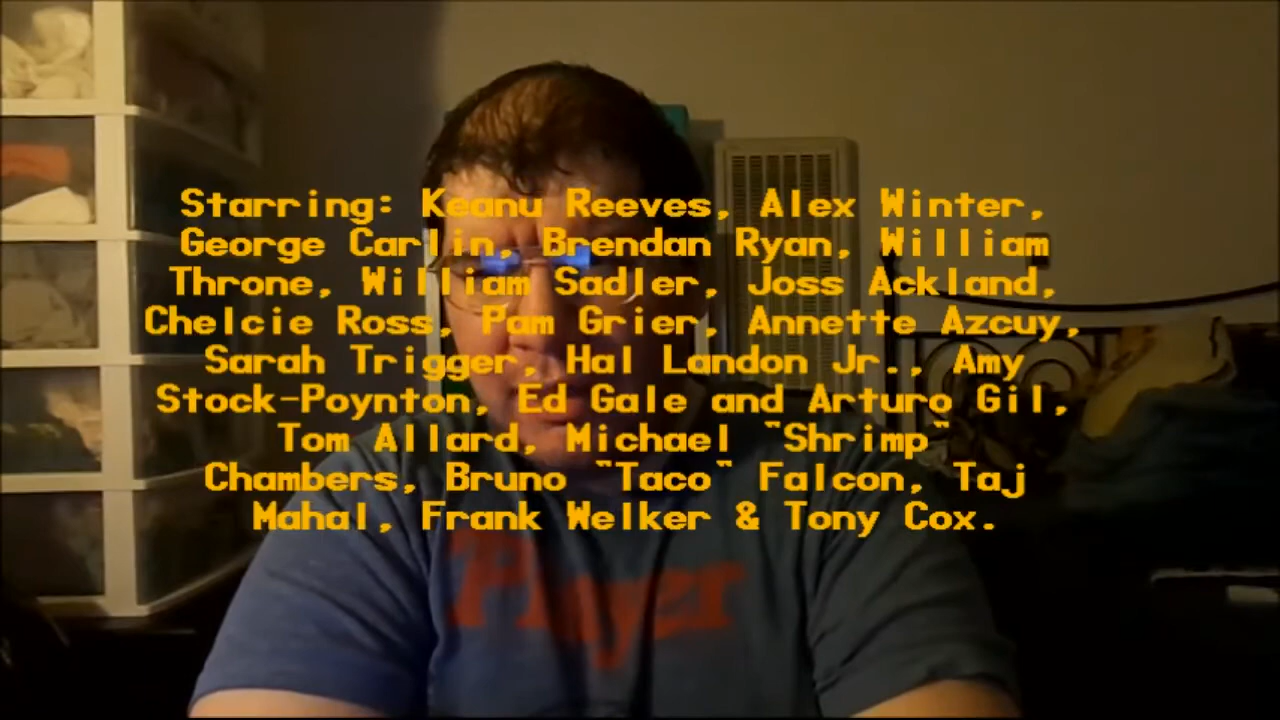 Starring: Keanu Reeves, Alex Winter,
George Carlin, Brendan Ryan, William
Throne, William Sadler, Joss Ackland,
Chelcie Ross, Pam Grier, Annette Azcuy,
Sarah Trigger, Hal Landon Jr., Amy
Stock-Poynton, Ed Gale and Arturo Gil,
Tom Allard, Michael "Shrimp"
Chambers, Bruno "Taco" Falcon, Taj
Mahal, Frank Welker & Tony Cox.
Player